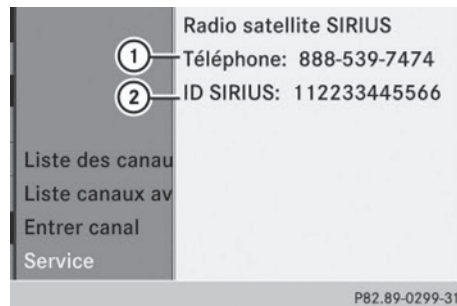 Radio satellite SIRIUS
1 Téléphone: 888-539-7474
2 ID SIRIUS: 112233445566
Liste des canau
Liste canaux av
Entrer canal
Service
P82.89-0299-31